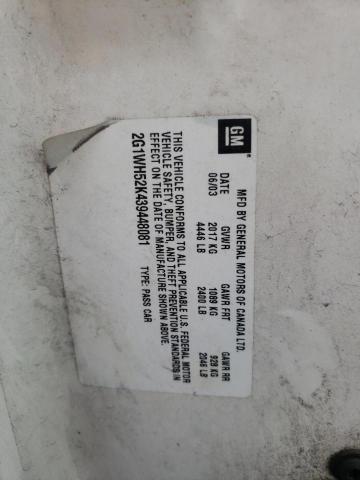 GM
MFD BY GENERAL MOTORS OF CANADA LTD.
DATE GVWR GAWR FRT GAWR RR
06/03 2017 KG 1089 KG 928 KG
4446 LB 2400 LB 2046 LB
THIS VEHICLE CONFORMS TO ALL APPLICABLE U.S. FEDERAL MOTOR
VEHICLE SAFETY, BUMPER, AND THEFT PREVENTION STANDARDS IN
EFFECT ON THE DATE OF MANUFACTURE SHOWN ABOVE.
2G1WH52K439448081 TYPE: PASS CAR